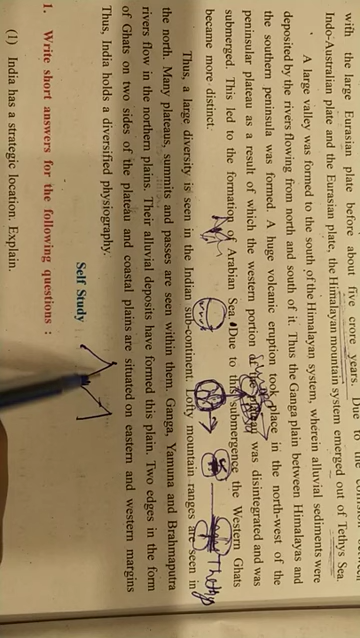 with the large Eurasian plate before about five crore years. Due to the
Indo-Australian plate and the Eurasian plate, the Himalayan mountain system emerged out of Tethys Sea.
A large valley was formed to the south of the Himalayan system, wherein alluvial sediments were
deposited by the rivers flowing from north and south of it. Thus the Ganga plain between Himalayas and
the southern peninsula was formed. A huge volcanic eruption took place in the north-west of the
peninsular plateau as a result of which the western portion was disintegrated and was
submerged. This led to the formation of Arabian Sea. Due to this submergence the Western Ghats
became more distinct.
Thus, a large diversity is seen in the Indian sub-continent. Lofty mountain ranges are seen in
the north. Many plateaus, summits and passes are seen within them. Ganga, Yamuna and Brahmaputra
rivers flow in the northern plains. Their alluvial deposits have formed this plain. Two edges in the form
of Ghats on two sides of the plateau and coastal plains are situated on eastern and western margins
Thus, India holds a diversified physiography.
Self Study
1. Write short answers for the following questions :
(1) India has a strategic location. Explain.